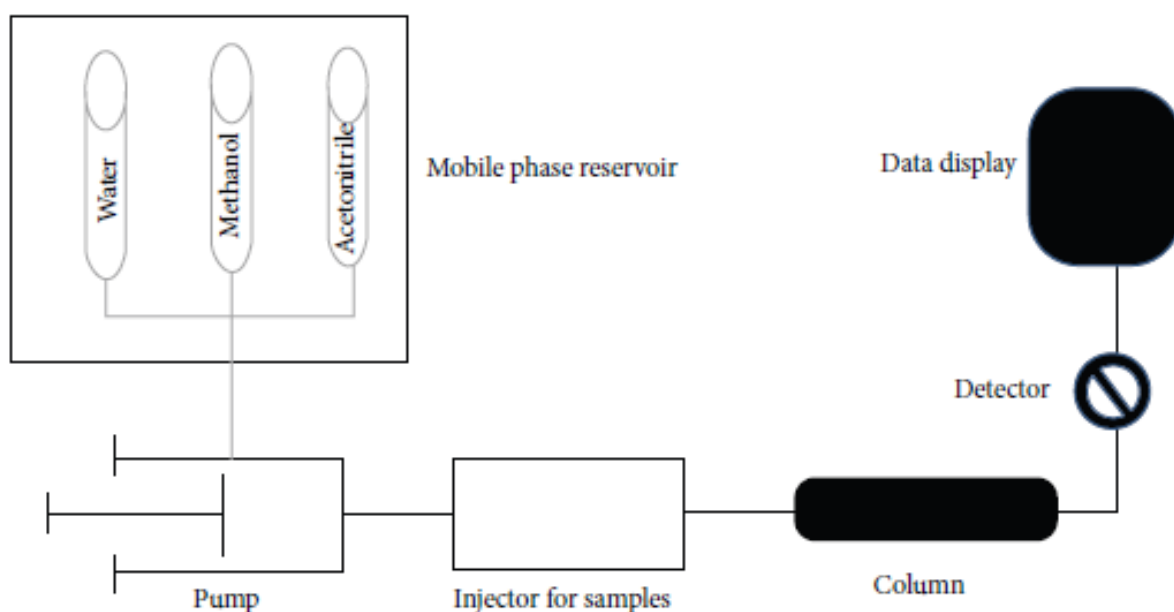 Water
Methanol
Acetonitrile
Mobile phase reservoir
Data display
Detector
Pump
Injector for samples
Column